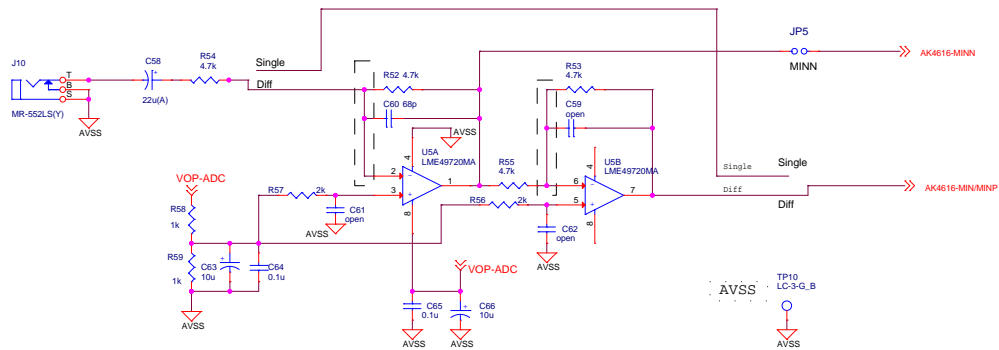 JP5
MINN
AK4616-MINN
J10
T
B
S
MR-552LS(Y)
AVSS
C58
22u(A)
R54
4.7k
Single
Diff
R52 4.7k
C60 68p
AVSS
R53
4.7k
C59
open
U5A
LME49720MA
4
2
3
1
8
R55
4.7k
U5B
LME49720MA
4
6
5
7
8
Single
Single
Diff
Diff
AK4616-MIN/MINP
VOP-ADC
R57
2k
R56
2k
R58
1k
C61
open
AVSS
C62
open
AVSS
R59
1k
C63
10u
C64
0.1u
AVSS
VOP-ADC
C65
0.1u
C66
10u
AVSS
AVSS
AVSS
TP10
LC-3-G_B
AVSS